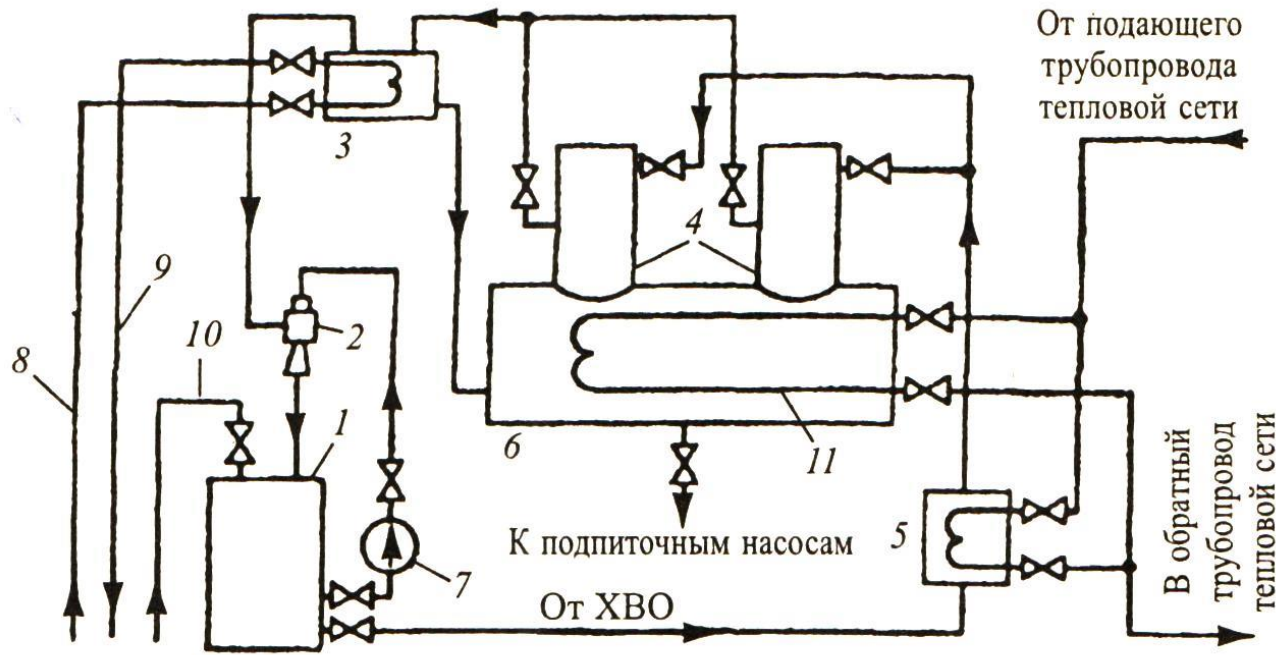 От подающего
трубопровода
тепловой сети
3
4
9
2
10
8
1
6
11
В обратный
трубопровод
тепловой сети
К подпиточным насосам
5
7
От ХВО